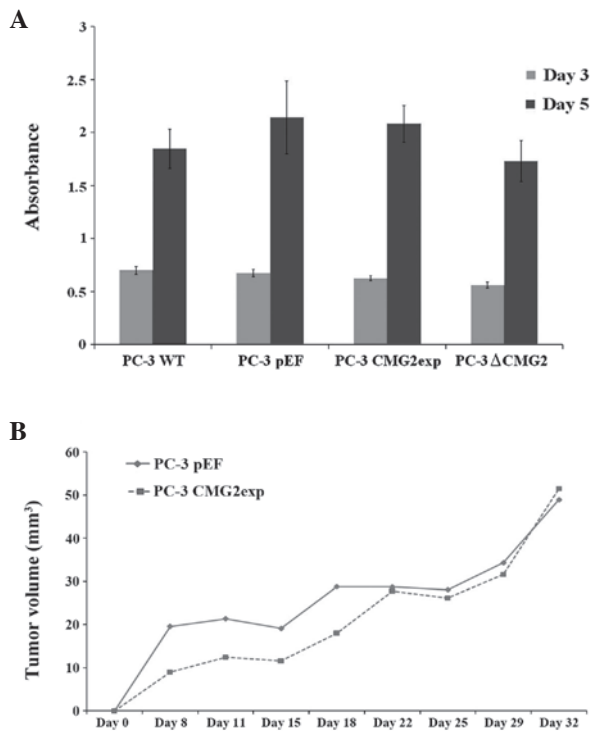 A
3
2.5
2
1.5
1
0.5
0
Absorbance
Day 3
Day 5
PC-3 WT
PC-3 pEF
PC-3 CMG2exp
PC-3 ΔCMG2
B
60
50
40
30
20
10
0
Tumor volume (mm³)
PC-3 pEF
PC-3 CMG2exp
Day 0
Day 8
Day 11
Day 15
Day 18
Day 22
Day 25
Day 29
Day 32